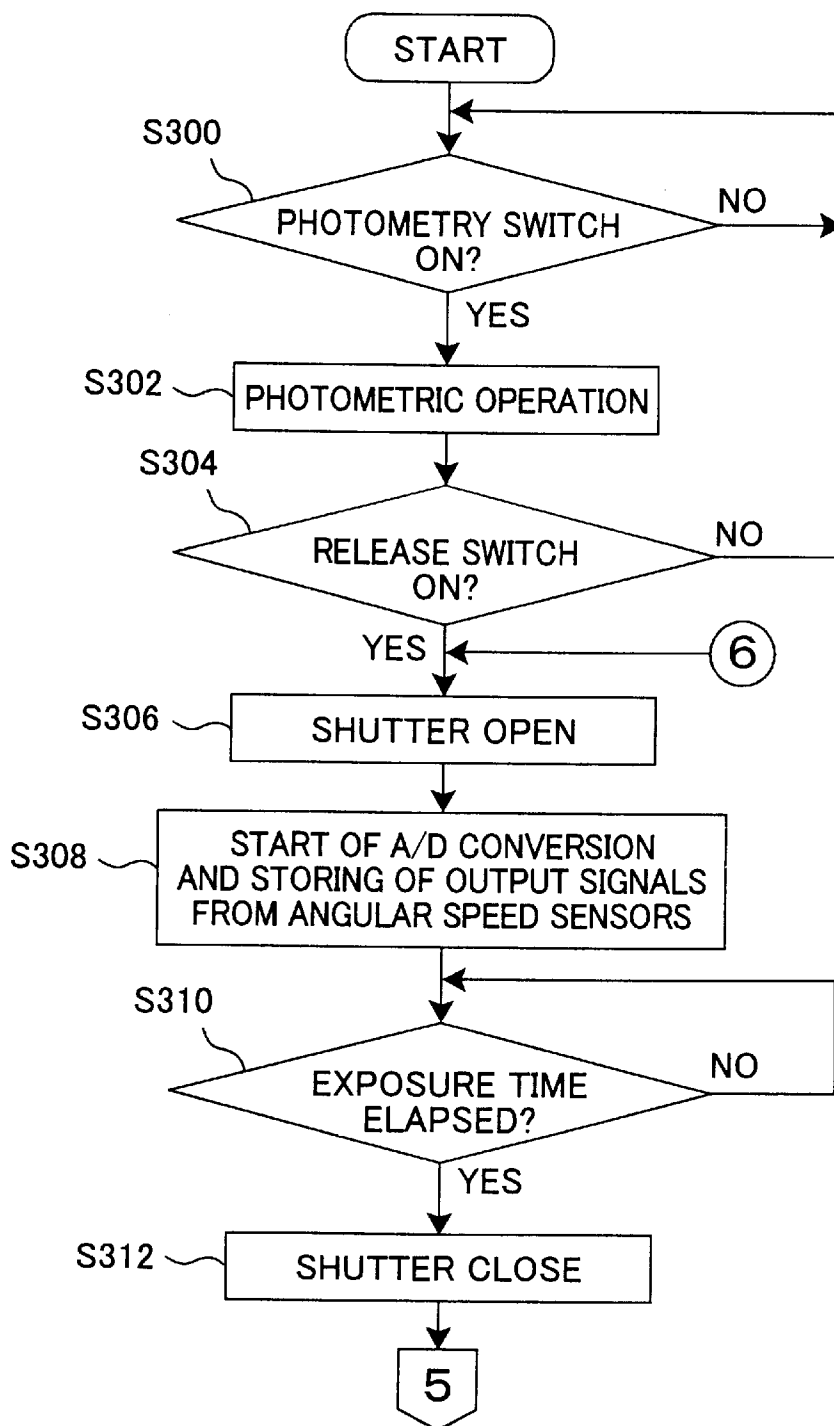 START
S300
PHOTOMETRY SWITCH
ON?
NO
YES
S302
PHOTOMETRIC OPERATION
S304
RELEASE SWITCH
ON?
NO
YES
6
S306
SHUTTER OPEN
S308
START OF A/D CONVERSION
AND STORING OF OUTPUT SIGNALS
FROM ANGULAR SPEED SENSORS
S310
EXPOSURE TIME
ELAPSED?
NO
YES
S312
SHUTTER CLOSE
5